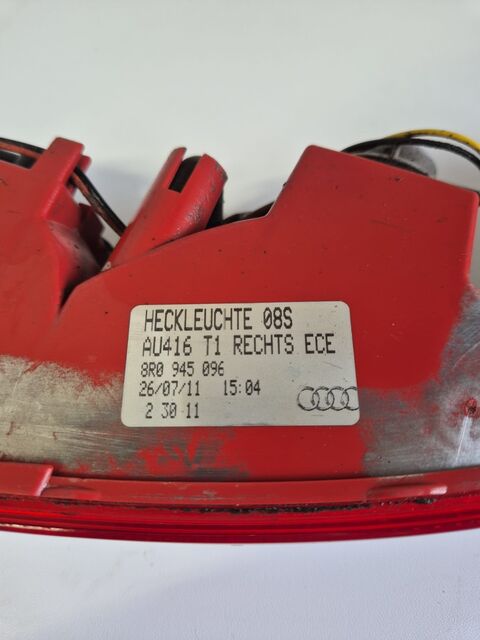 HECKLEUCHTE 08S
AU416 T1 RECHTS ECE
8R0 945 096
26/07/11 15:04
2 30 11